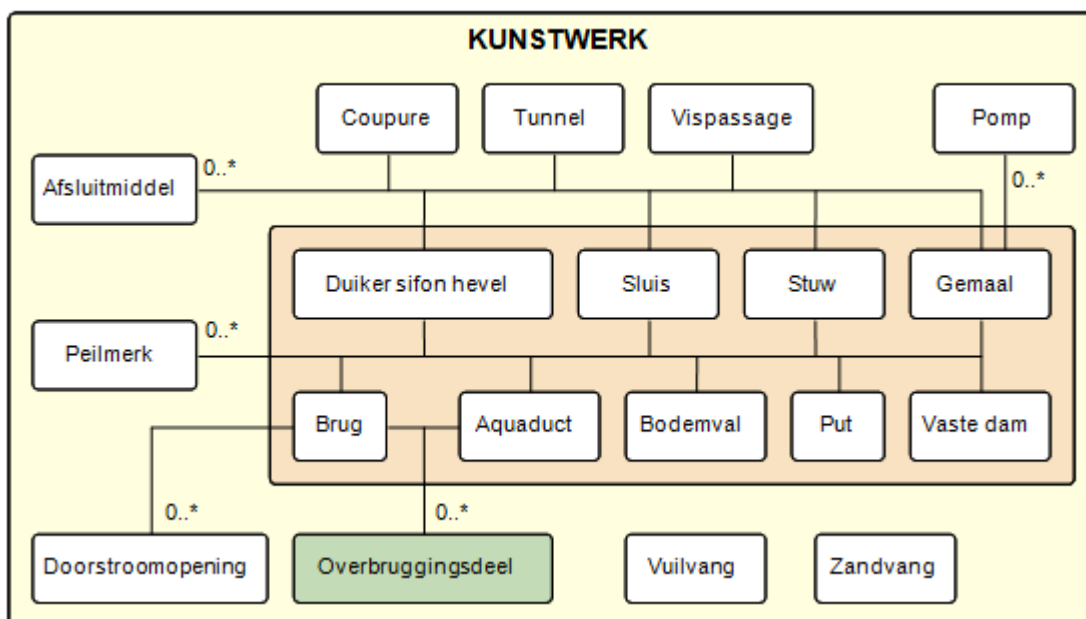 KUNSTWERK
Coupure
Tunnel
Vispassage
Pomp
0..*
0..*
Afsluitmiddel
Duiker sifon hevel
Sluis
Stuw
Gemaal
0..*
Peilmerk
Brug
Aquaduct
Bodemval
Put
Vaste dam
0..*
0..*
Doorstroomopening
Overbruggingsdeel
Vuilvang
Zandvang